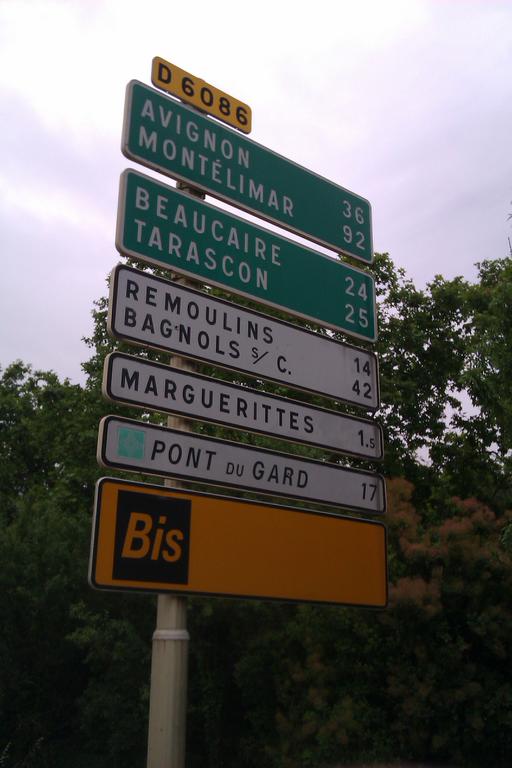 D 6086
AVIGNON 36
MONTÉLIMAR 92
BEAUCAIRE 24
TARASCON 25
REMOULINS 14
BAGNOLS S/C. 42
MARGUERITTES 1.5
PONT DU GARD 17
Bis